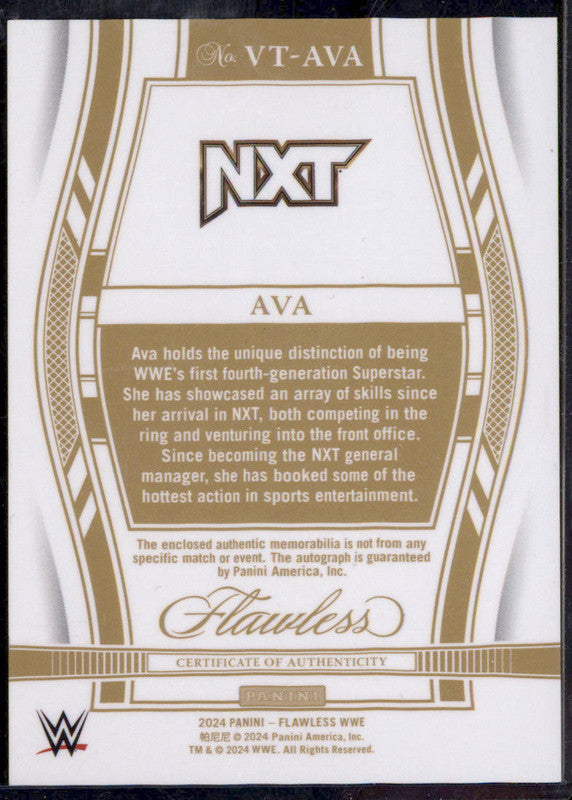 No. VT-AVA
NXT
AVA
Ava holds the unique distinction of being
WWE's first fourth-generation Superstar.
She has showcased an array of skills since
her arrival in NXT, both competing in the
ring and venturing into the front office.
Since becoming the NXT general
manager, she has booked some of the
hottest action in sports entertainment.
The enclosed authentic memorabilia is not from any
specific match or event. The autograph is guaranteed
by Panini America, Inc.
Flawless
CERTIFICATE OF AUTHENTICITY
PANINI
W
2024 PANINI – FLAWLESS WWE
帕尼尼 © 2024 Panini America, Inc.
TM & © 2024 WWE. All Rights Reserved.